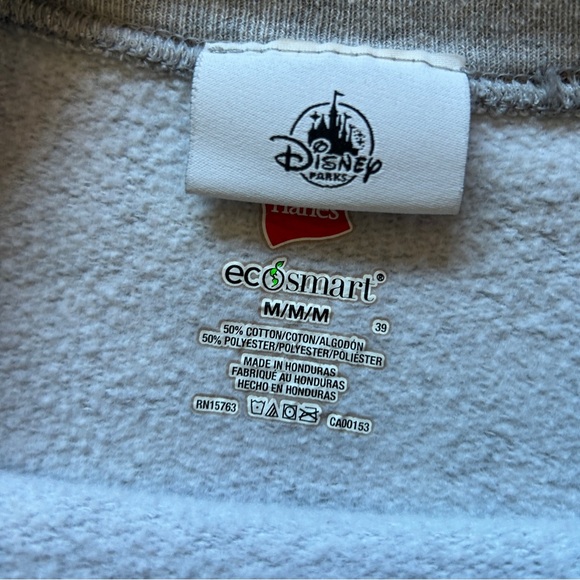 Disney
PARKS
Hanes
ecosmart®
M/M/M
39
50% COTTON/COTON/ALGODÓN
50% POLYESTER/POLYESTER/POLIÉSTER
MADE IN HONDURAS
FABRIQUÉ AU HONDURAS
HECHO EN HONDURAS
RN15763
CA00153